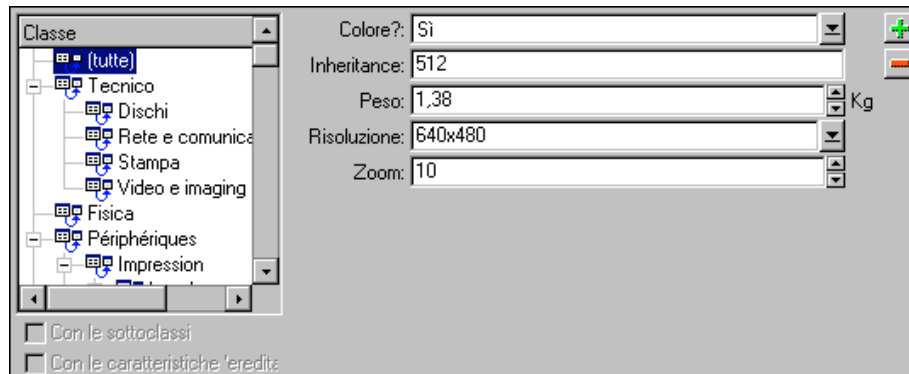 Classe
(tutte)
Tecnico
Dischi
Rete e comunica
Stampa
Video e imaging
Fisica
Périphériques
Impression
Con le sottoclassi
Con le caratteristiche 'eredita
Colore?: Sì
Inheritance: 512
Peso: 1,38 Kg
Risoluzione: 640x480
Zoom: 10